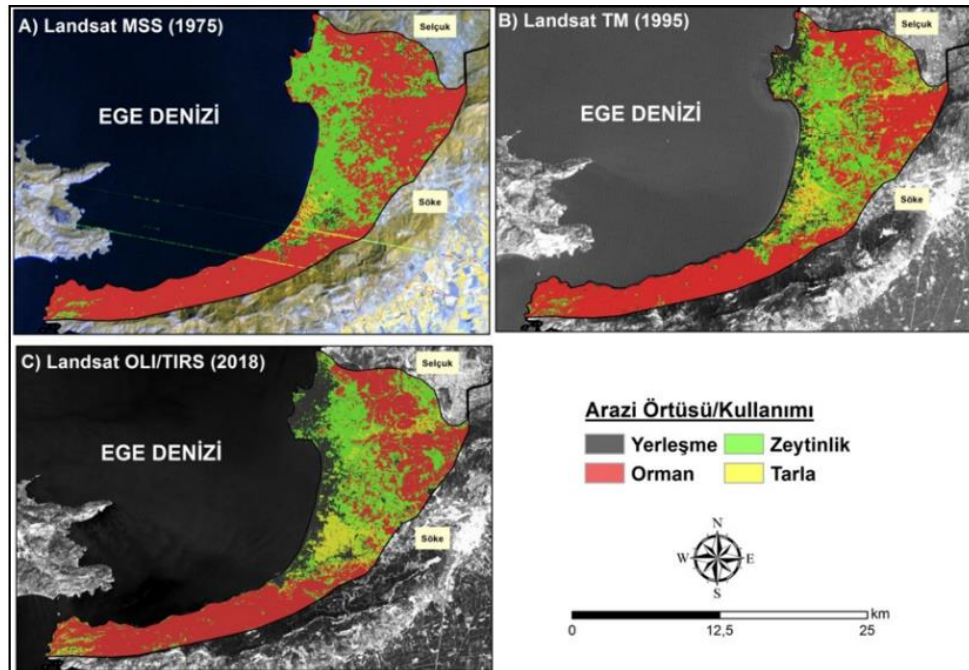 A) Landsat MSS (1975)
Selçuk
EGE DENİZİ
Söke
B) Landsat TM (1995)
Selçuk
EGE DENİZİ
Söke
C) Landsat OLI/TIRS (2018)
Selçuk
EGE DENİZİ
Söke
Arazi Örtüsü/Kullanımı
Yerleşme Zeytinlik
Orman Tarla
N
W E
S
km
0 12,5 25